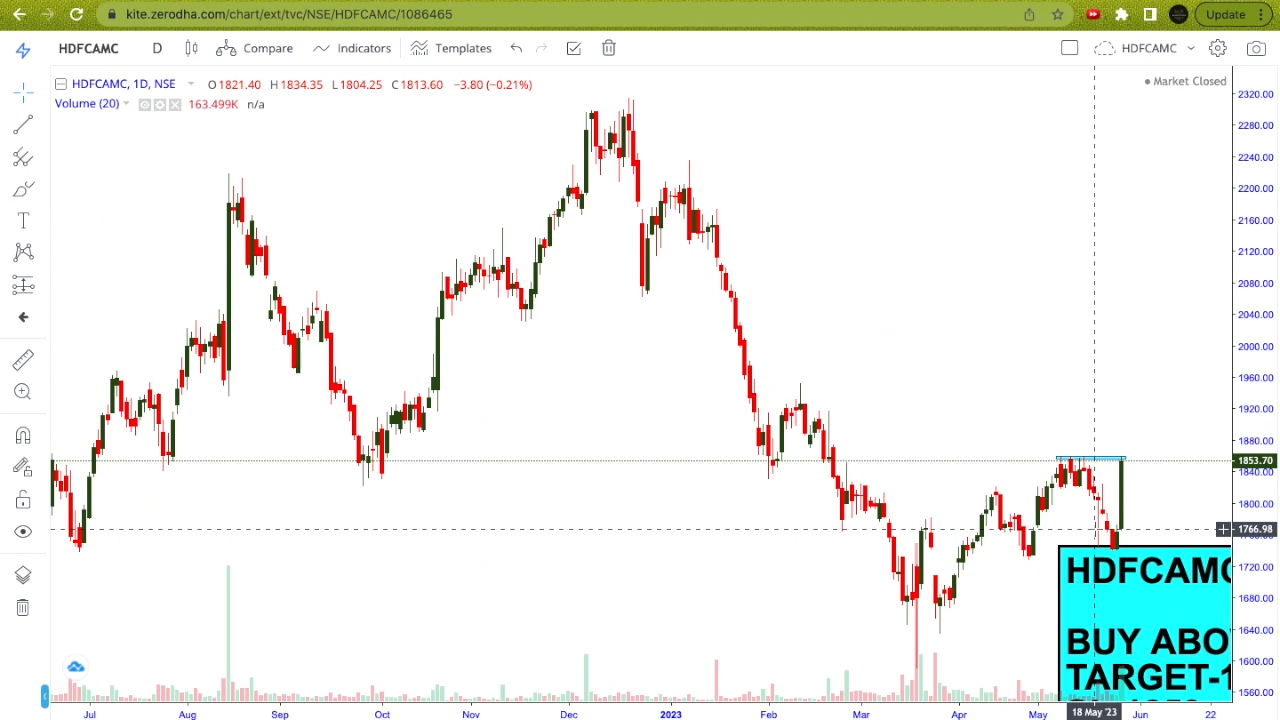 kite.zerodha.com/chart/ext/tvc/NSE/HDFCAMC/1086465
Update
HDFCAMC D Compare Indicators Templates HDFCAMC
HDFCAMC, 1D, NSE O1821.40 H1834.35 L1804.25 C1813.60 −3.80 (−0.21%)
Market Closed
Volume (20) 163.499K n/a
2320.00
2280.00
2240.00
2200.00
2160.00
2120.00
2080.00
2040.00
2000.00
1960.00
1920.00
1880.00
1853.70
1840.00
1800.00
1766.98
1720.00
1680.00
1640.00
1600.00
1560.00
HDFCAMC
BUY ABO
TARGET-1
Jul Aug Sep Oct Nov Dec 2023 Feb Mar Apr May 18 May '23 Jun 22